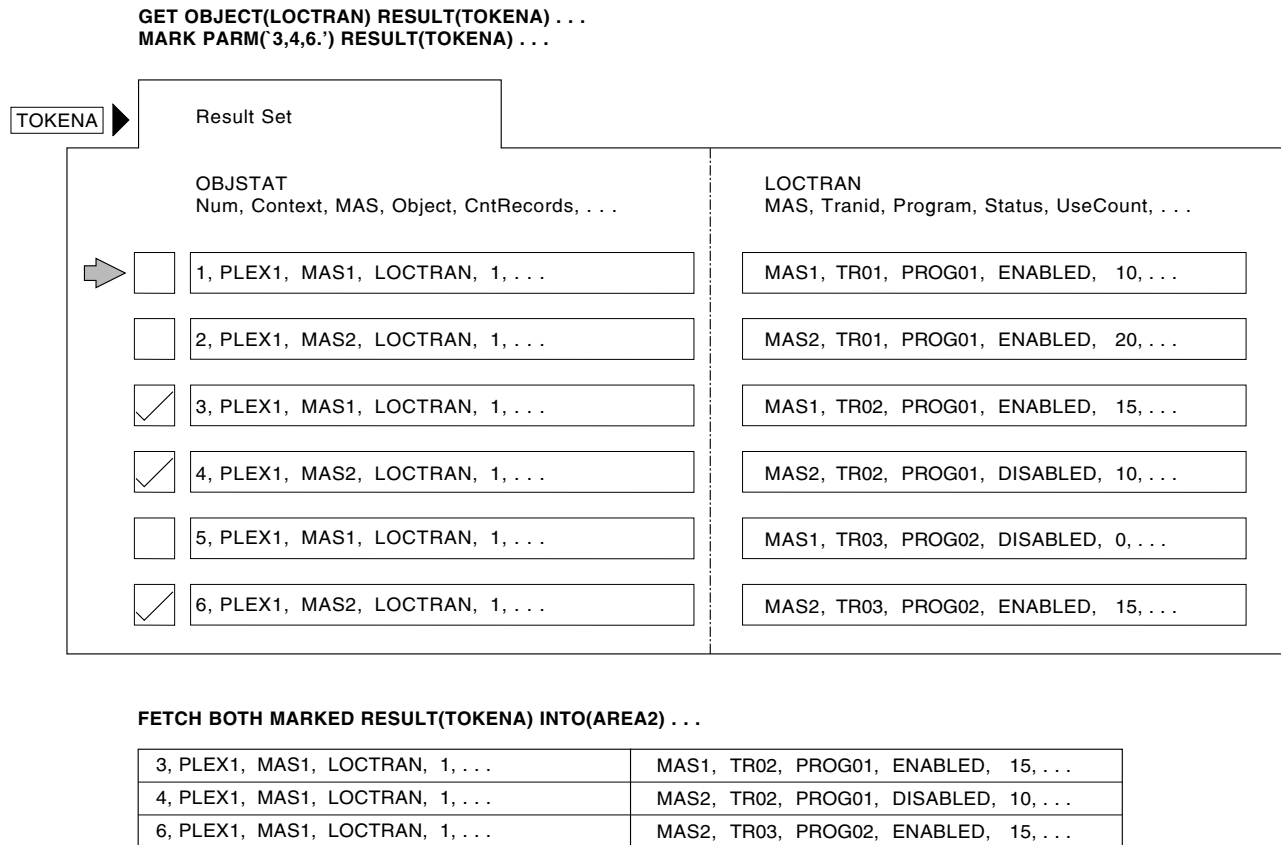 GET OBJECT(LOCTRAN) RESULT(TOKENA) . . .
MARK PARM(`3,4,6.') RESULT(TOKENA) . . .
TOKENA
Result Set
OBJSTAT
Num, Context, MAS, Object, CntRecords, . . .
LOCTRAN
MAS, Tranid, Program, Status, UseCount, . . .
1, PLEX1, MAS1, LOCTRAN, 1, . . .
MAS1, TR01, PROG01, ENABLED, 10, . . .
2, PLEX1, MAS2, LOCTRAN, 1, . . .
MAS2, TR01, PROG01, ENABLED, 20, . . .
3, PLEX1, MAS1, LOCTRAN, 1, . . .
MAS1, TR02, PROG01, ENABLED, 15, . . .
4, PLEX1, MAS2, LOCTRAN, 1, . . .
MAS2, TR02, PROG01, DISABLED, 10, . . .
5, PLEX1, MAS1, LOCTRAN, 1, . . .
MAS1, TR03, PROG02, DISABLED, 0, . . .
6, PLEX1, MAS2, LOCTRAN, 1, . . .
MAS2, TR03, PROG02, ENABLED, 15, . . .
FETCH BOTH MARKED RESULT(TOKENA) INTO(AREA2) . . .
3, PLEX1, MAS1, LOCTRAN, 1, . . .
MAS1, TR02, PROG01, ENABLED, 15, . . .
4, PLEX1, MAS1, LOCTRAN, 1, . . .
MAS2, TR02, PROG01, DISABLED, 10, . . .
6, PLEX1, MAS1, LOCTRAN, 1, . . .
MAS2, TR03, PROG02, ENABLED, 15, . . .